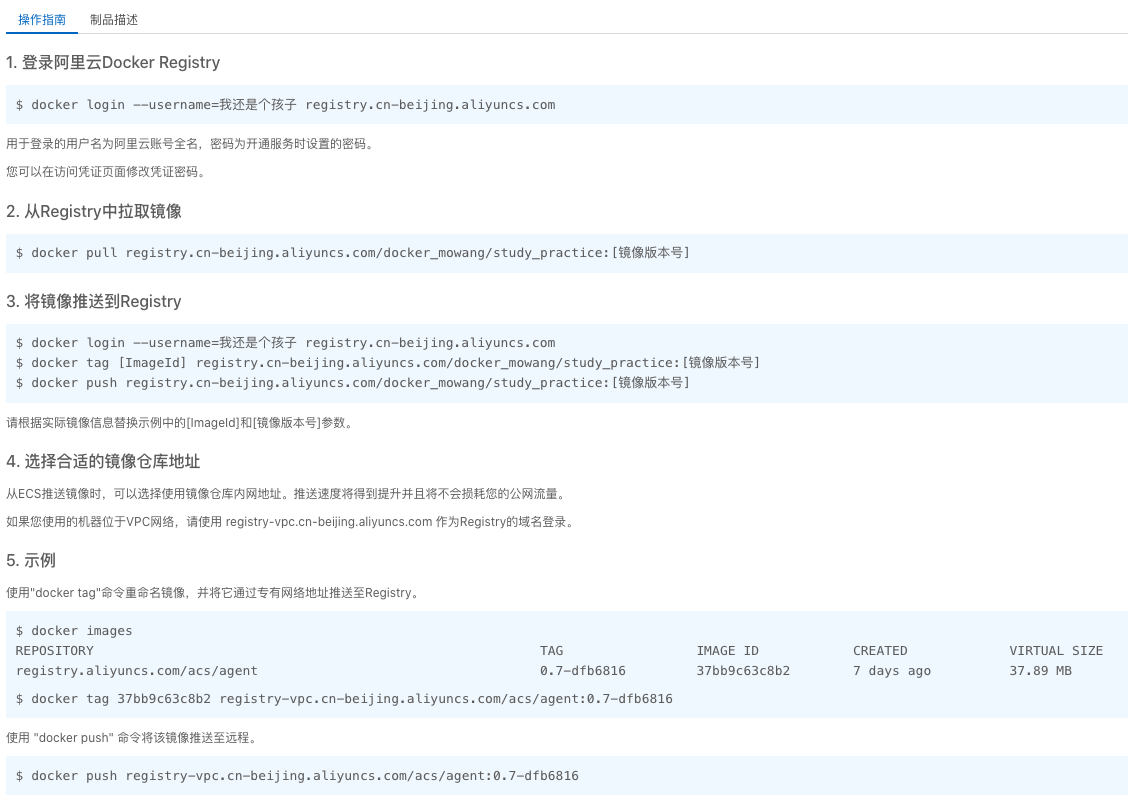 操作指南 制品描述
1. 登录阿里云Docker Registry
$ docker login --username=我还是个孩子 registry.cn-beijing.aliyuncs.com
用于登录的用户名为阿里云账号全名，密码为开通服务时设置的密码。
您可以在访问凭证页面修改凭证密码。
2. 从Registry中拉取镜像
$ docker pull registry.cn-beijing.aliyuncs.com/docker_mowang/study_practice:[镜像版本号]
3. 将镜像推送到Registry
$ docker login --username=我还是个孩子 registry.cn-beijing.aliyuncs.com
$ docker tag [ImageId] registry.cn-beijing.aliyuncs.com/docker_mowang/study_practice:[镜像版本号]
$ docker push registry.cn-beijing.aliyuncs.com/docker_mowang/study_practice:[镜像版本号]
请根据实际镜像信息替换示例中的[ImageId]和[镜像版本号]参数。
4. 选择合适的镜像仓库地址
从ECS推送镜像时，可以选择使用镜像仓库内网地址。推送速度将得到提升并且将不会损耗您的公网流量。
如果您使用的机器位于VPC网络，请使用 registry-vpc.cn-beijing.aliyuncs.com 作为Registry的域名登录。
5. 示例
使用"docker tag"命令重命名镜像，并将它通过专有网络地址推送至Registry。
$ docker images
REPOSITORY TAG IMAGE ID CREATED VIRTUAL SIZE
registry.aliyuncs.com/acs/agent 0.7-dfb6816 37bb9c63c8b2 7 days ago 37.89 MB
$ docker tag 37bb9c63c8b2 registry-vpc.cn-beijing.aliyuncs.com/acs/agent:0.7-dfb6816
使用 "docker push" 命令将该镜像推送至远程。
$ docker push registry-vpc.cn-beijing.aliyuncs.com/acs/agent:0.7-dfb6816